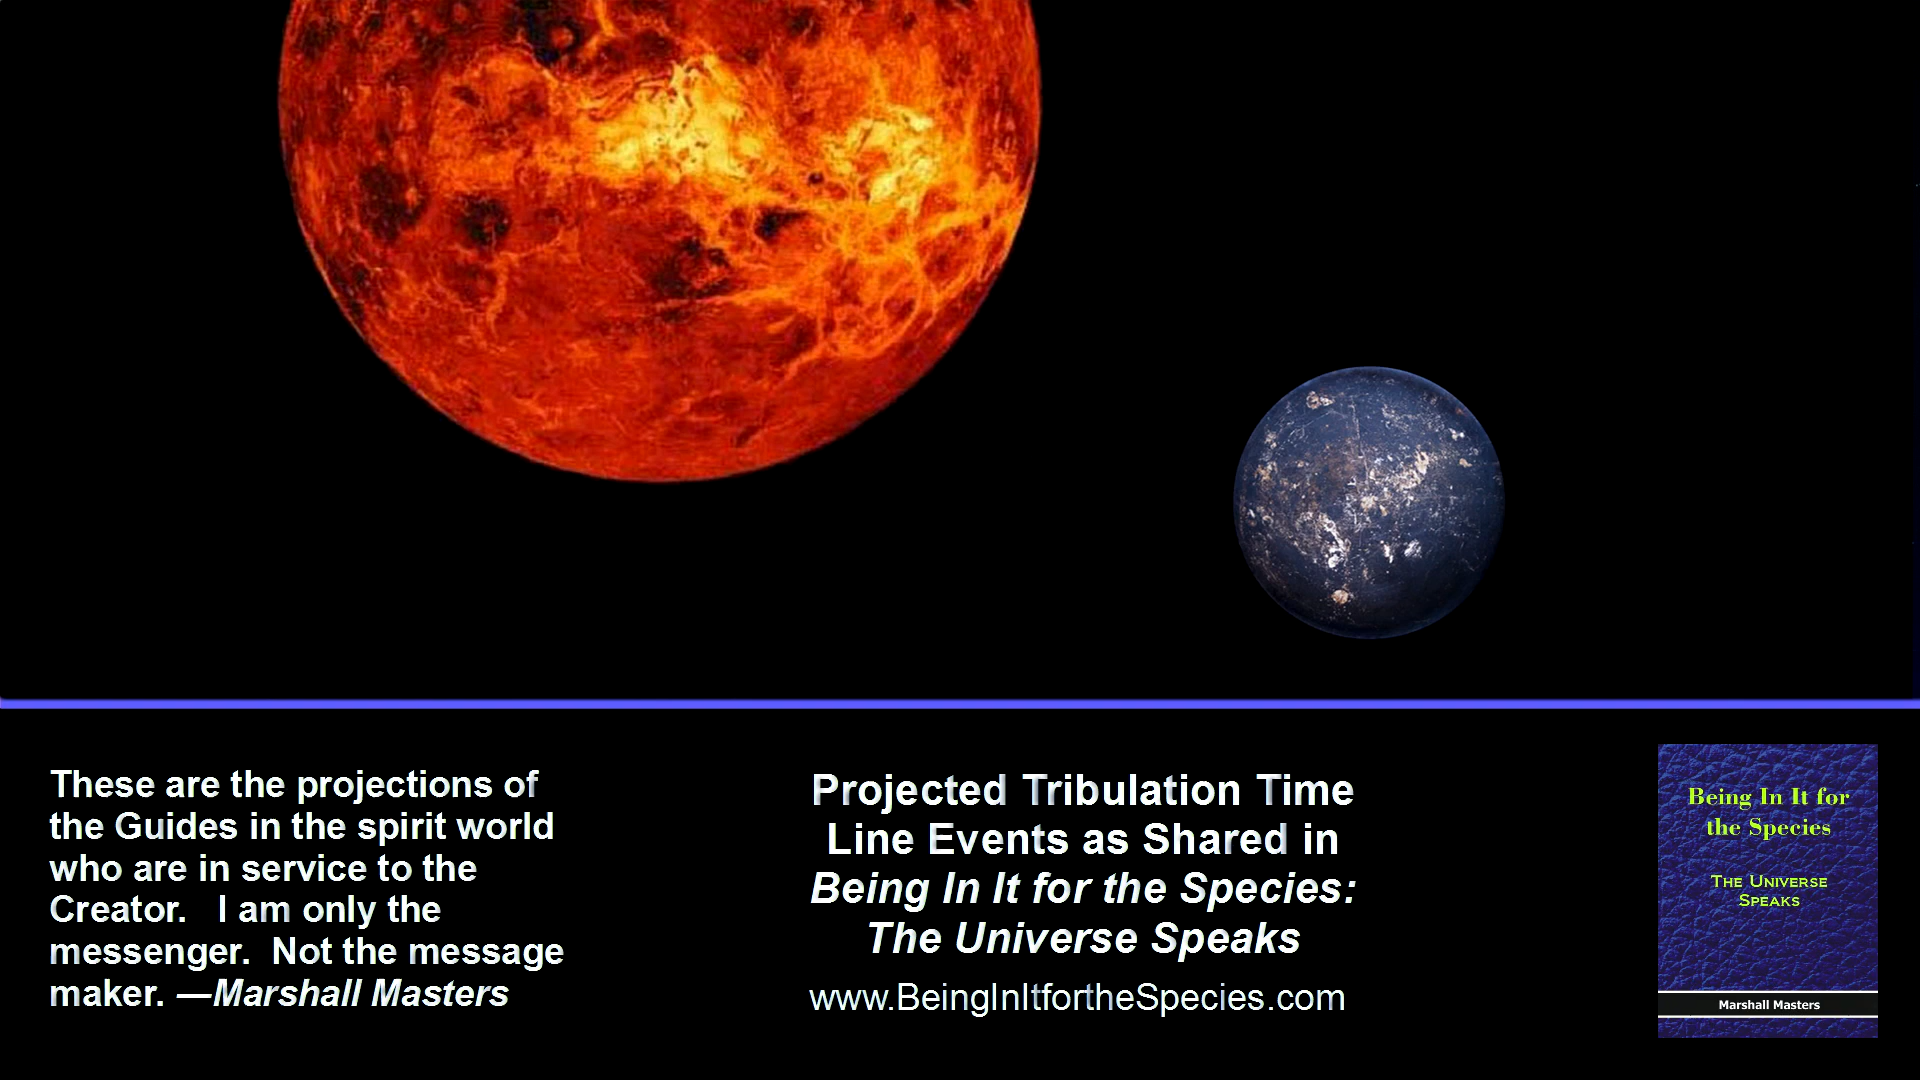 These are the projections of
the Guides in the spirit world
who are in service to the
Creator.   I am only the
messenger.  Not the message
maker. —Marshall Masters
Projected Tribulation Time
Line Events as Shared in
Being In It for the Species:
The Universe Speaks
www.BeingInItfortheSpecies.com
Being In It for
the Species
The Universe
Speaks
Marshall Masters